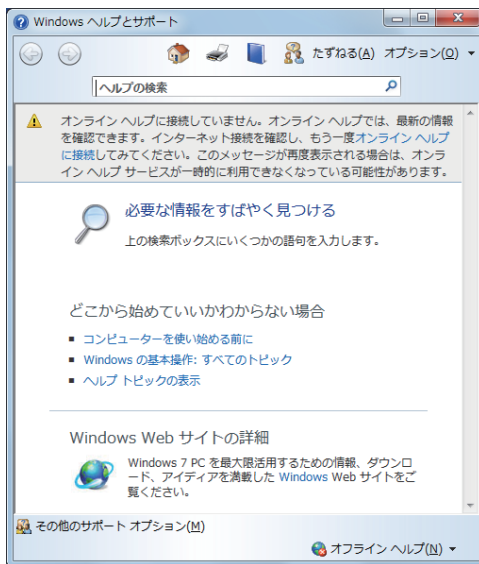 Windows ヘルプとサポート
たずねる(A) オプション(O)
ヘルプの検索
オンライン ヘルプに接続していません。オンライン ヘルプでは、最新の情報
を確認できます。インターネット接続を確認し、もう一度オンライン ヘルプ
に接続してみてください。このメッセージが再度表示される場合は、オンラ
イン ヘルプ サービスが一時的に利用できなくなっている可能性があります。
必要な情報をすばやく見つける
上の検索ボックスにいくつかの語句を入力します。
どこから始めていいかわからない場合
コンピューターを使い始める前に
Windows の基本操作: すべてのトピック
ヘルプ トピックの表示
Windows Web サイトの詳細
Windows 7 PC を最大限活用するための情報、ダウンロ
ード、アイディアを満載した Windows Web サイトをご
覧ください。
その他のサポート オプション(M)
オフライン ヘルプ(N)